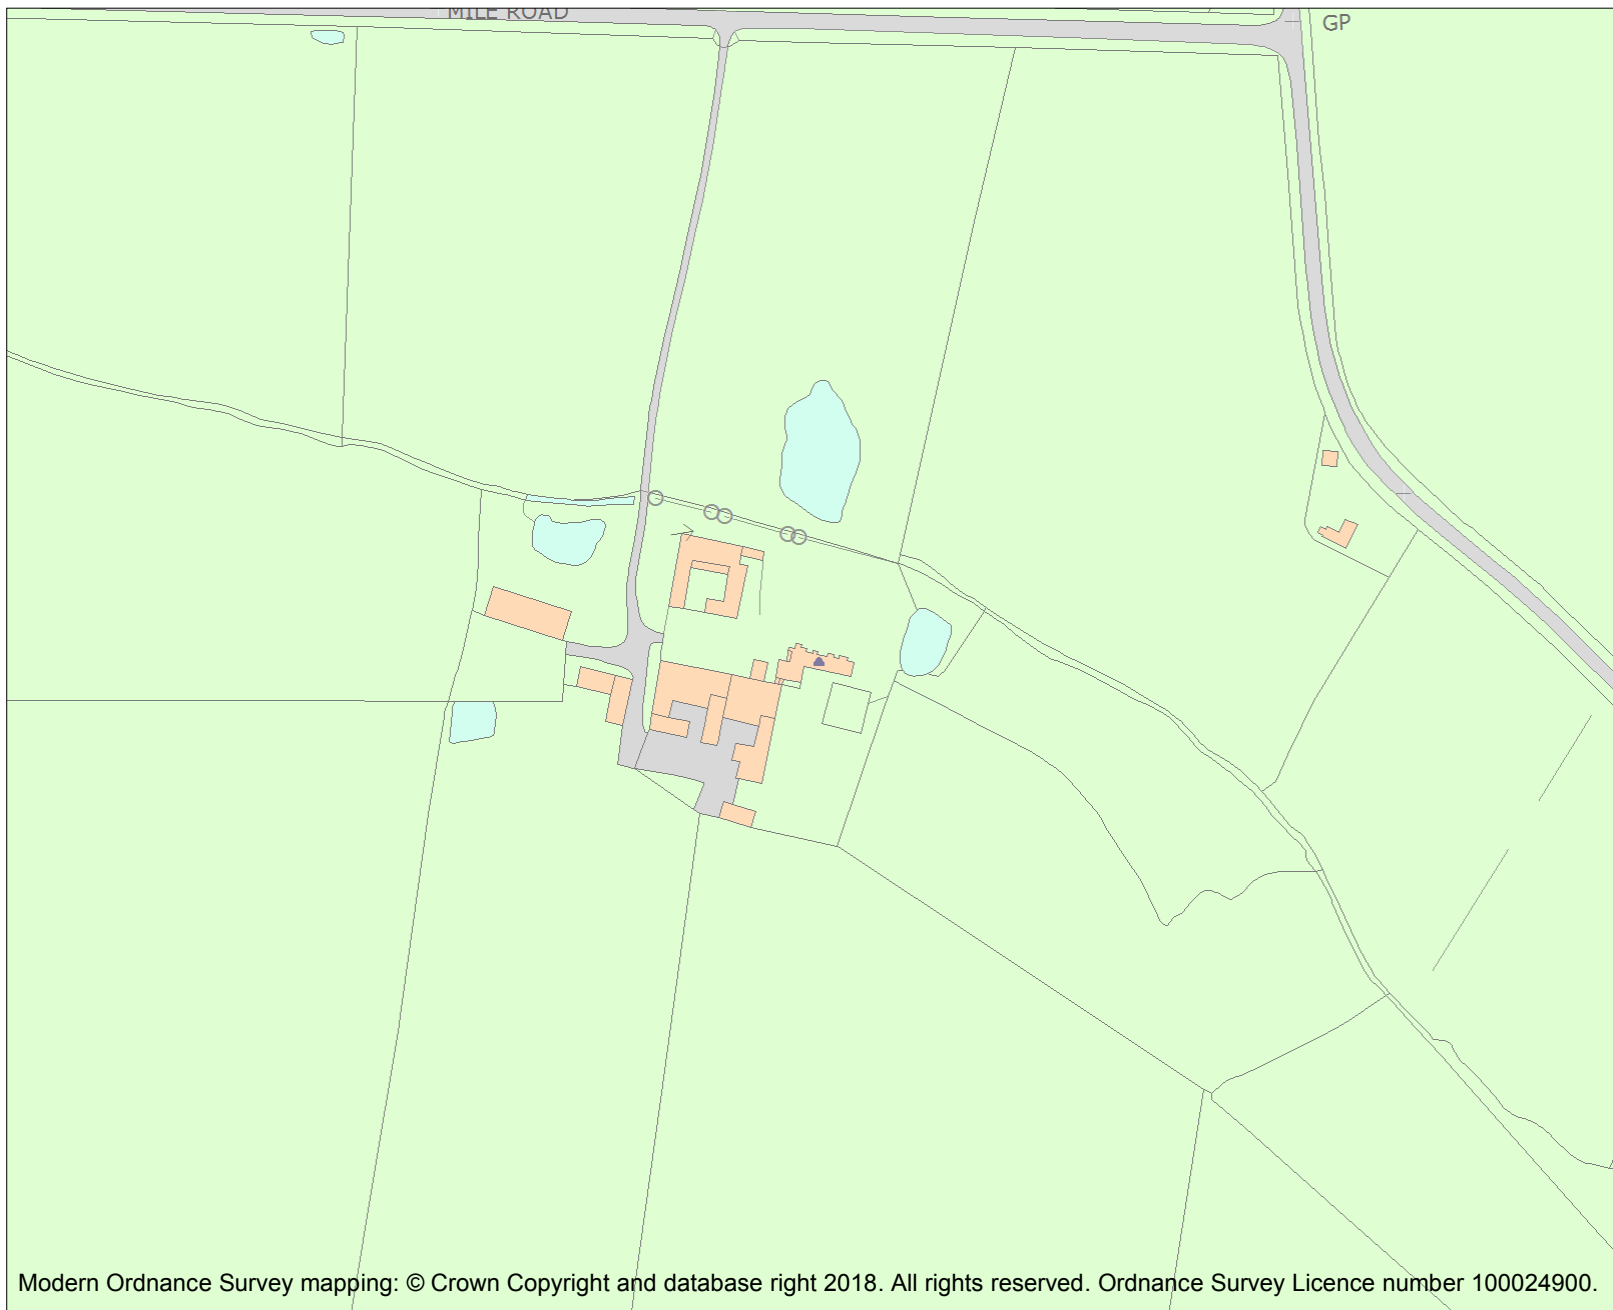 MILE ROAD
GP
Modern Ordnance Survey mapping: © Crown Copyright and database right 2018. All rights reserved. Ordnance Survey Licence number 100024900.